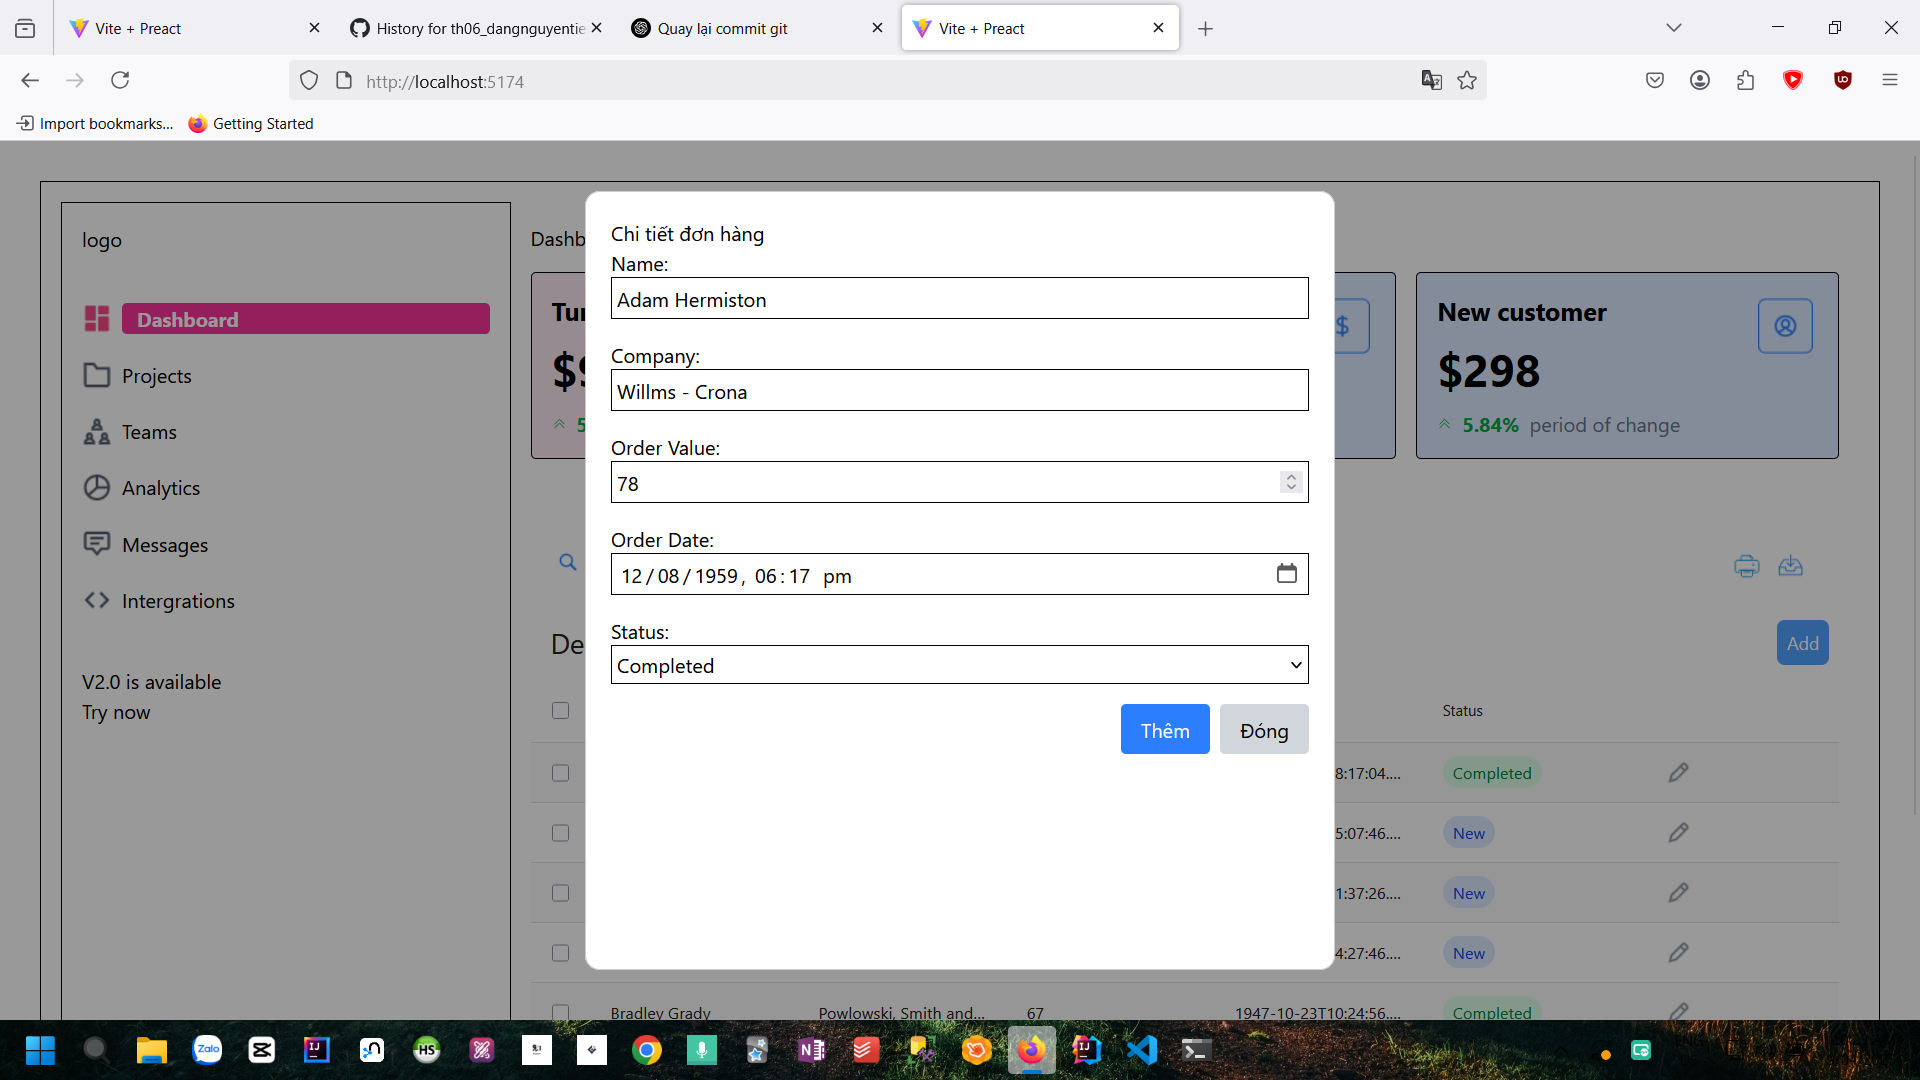 Vite + Preact
History for th06_dangnguyentie
Quay lại commit git
Vite + Preact
http://localhost:5174
Import bookmarks...
Getting Started
logo
Dashboard
Projects
Teams
Analytics
Messages
Intergrations
V2.0 is available
Try now
Dashb
Tur
$9
5
$
New customer
$298
5.84% period of change
De
Add
Chi tiết đơn hàng
Name:
Adam Hermiston
Company:
Willms - Crona
Order Value:
78
Order Date:
12/08/1959, 06:17 pm
Status:
Completed
Thêm
Đóng
Status
8:17:04.... Completed
5:07:46.... New
1:37:26.... New
4:27:46.... New
Bradley Grady Powlowski, Smith and... 67 1947-10-23T10:24:56.... Completed
Zalo
HS